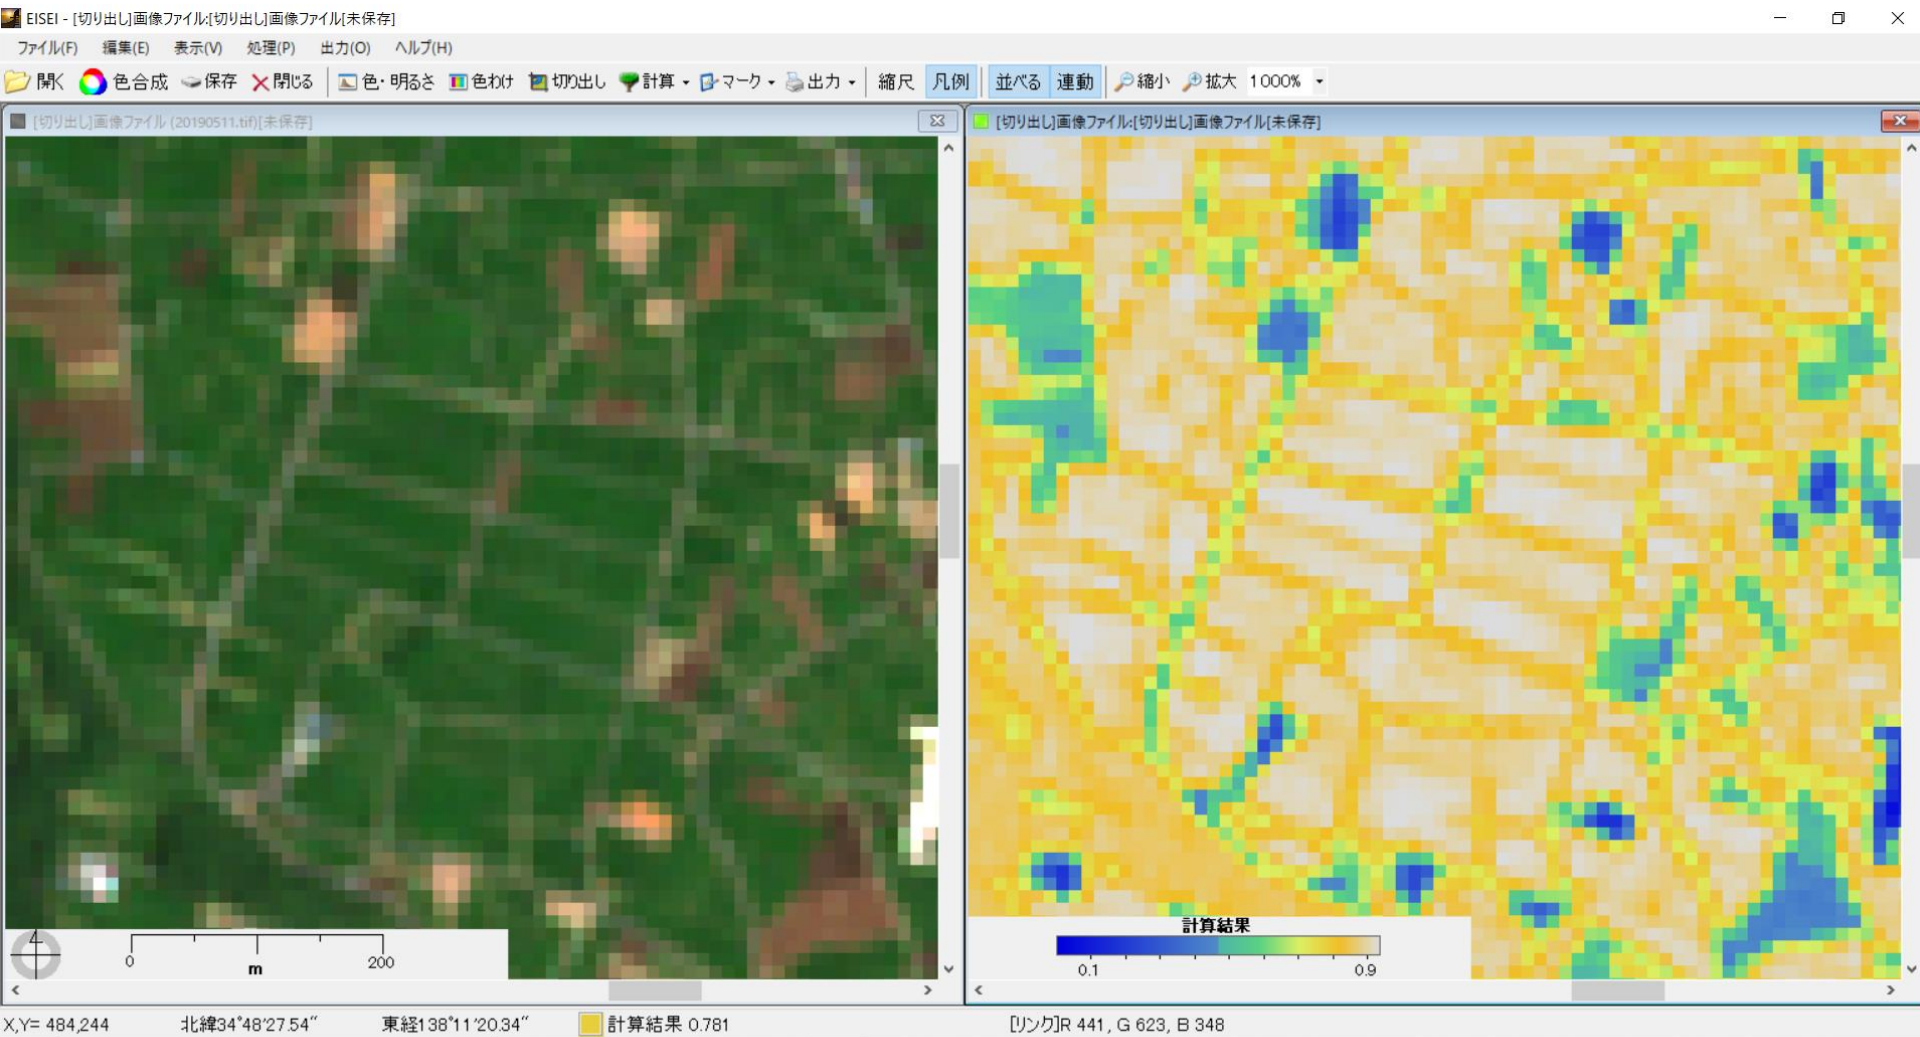 EISEI - [切り出し]画像ファイル:[切り出し]画像ファイル[未保存]
ファイル(F) 編集(E) 表示(V) 処理(P) 出力(O) ヘルプ(H)
開く 色合成 保存 閉じる 色・明るさ 色わけ 切り出し 計算 マーク 出力 縮尺 凡例 並べる 連動 縮小 拡大 1000%
[切り出し]画像ファイル (20190511.tif)[未保存]
[切り出し]画像ファイル:[切り出し]画像ファイル[未保存]
0 m 200
計算結果
0.1 0.9
X,Y= 484,244 北緯34°48′27.54″ 東経138°11′20.34″ 計算結果 0.781 [リンク]R 441, G 623, B 348